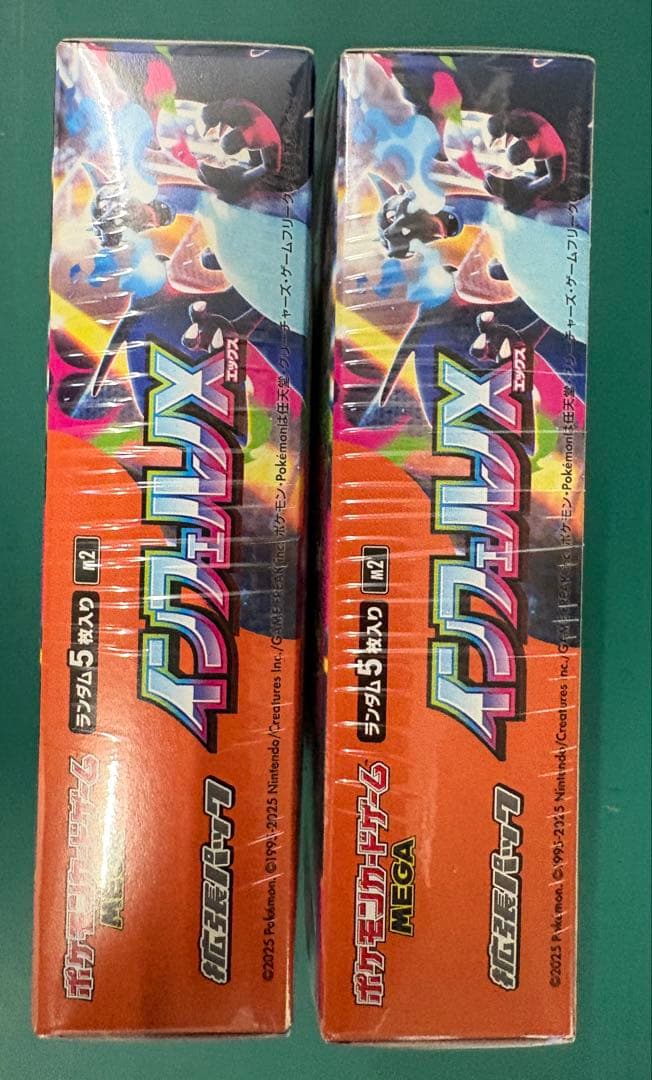 ポケモンカードゲーム
MEGA
ランダム5枚入り
M2
拡張パック
インフェルノX
エックス
©2025 Pokémon. ©1995-2025 Nintendo/Creatures Inc./GAME FREAK inc. ポケモン・Pokémonは任天堂・クリーチャーズ・ゲームフリーク
ポケモンカードゲーム
MEGA
ランダム5枚入り
M2
拡張パック
インフェルノX
エックス
©2025 Pokémon. ©1995-2025 Nintendo/Creatures Inc./GAME FREAK inc. ポケモン・Pokémonは任天堂・クリーチャーズ・ゲームフリーク